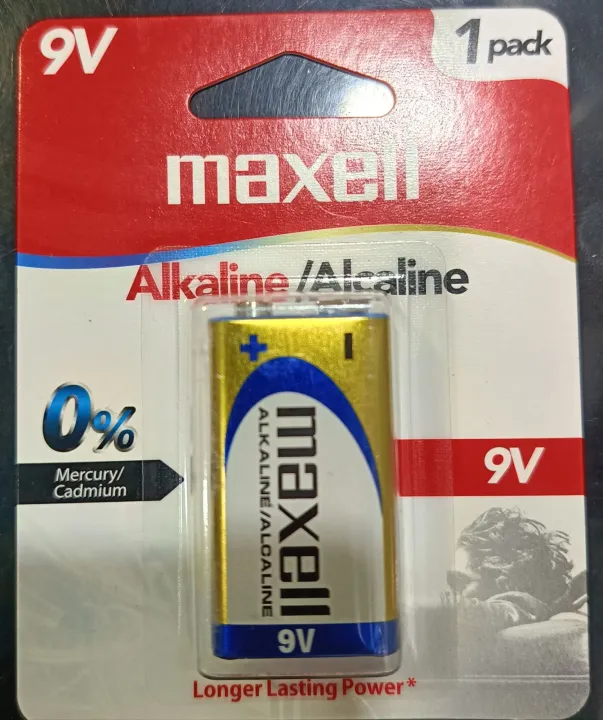 9V
1 pack
maxell
Alkaline /Alcaline
+ -
0%
Mercury/
Cadmium
maxell
ALKALINE/ALCALINE
9V
9V
Longer Lasting Power*